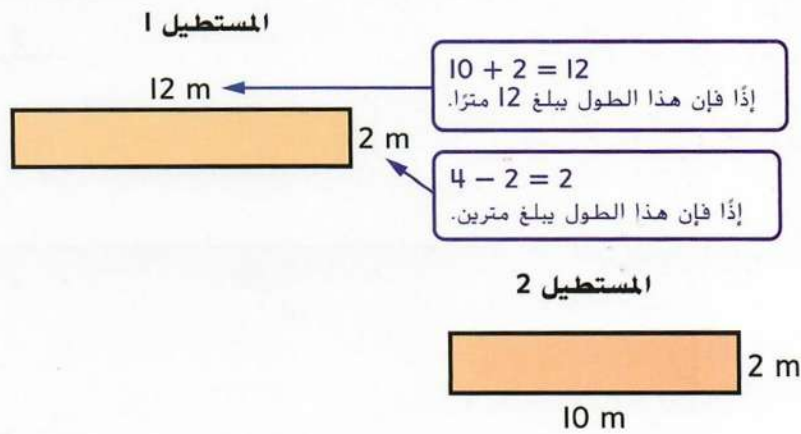 المستطيل 1
12 m
2 m
10 + 2 = 12
إذًا فإن هذا الطول يبلغ 12 مترًا.
4 − 2 = 2
إذًا فإن هذا الطول يبلغ مترين.
المستطيل 2
2 m
10 m